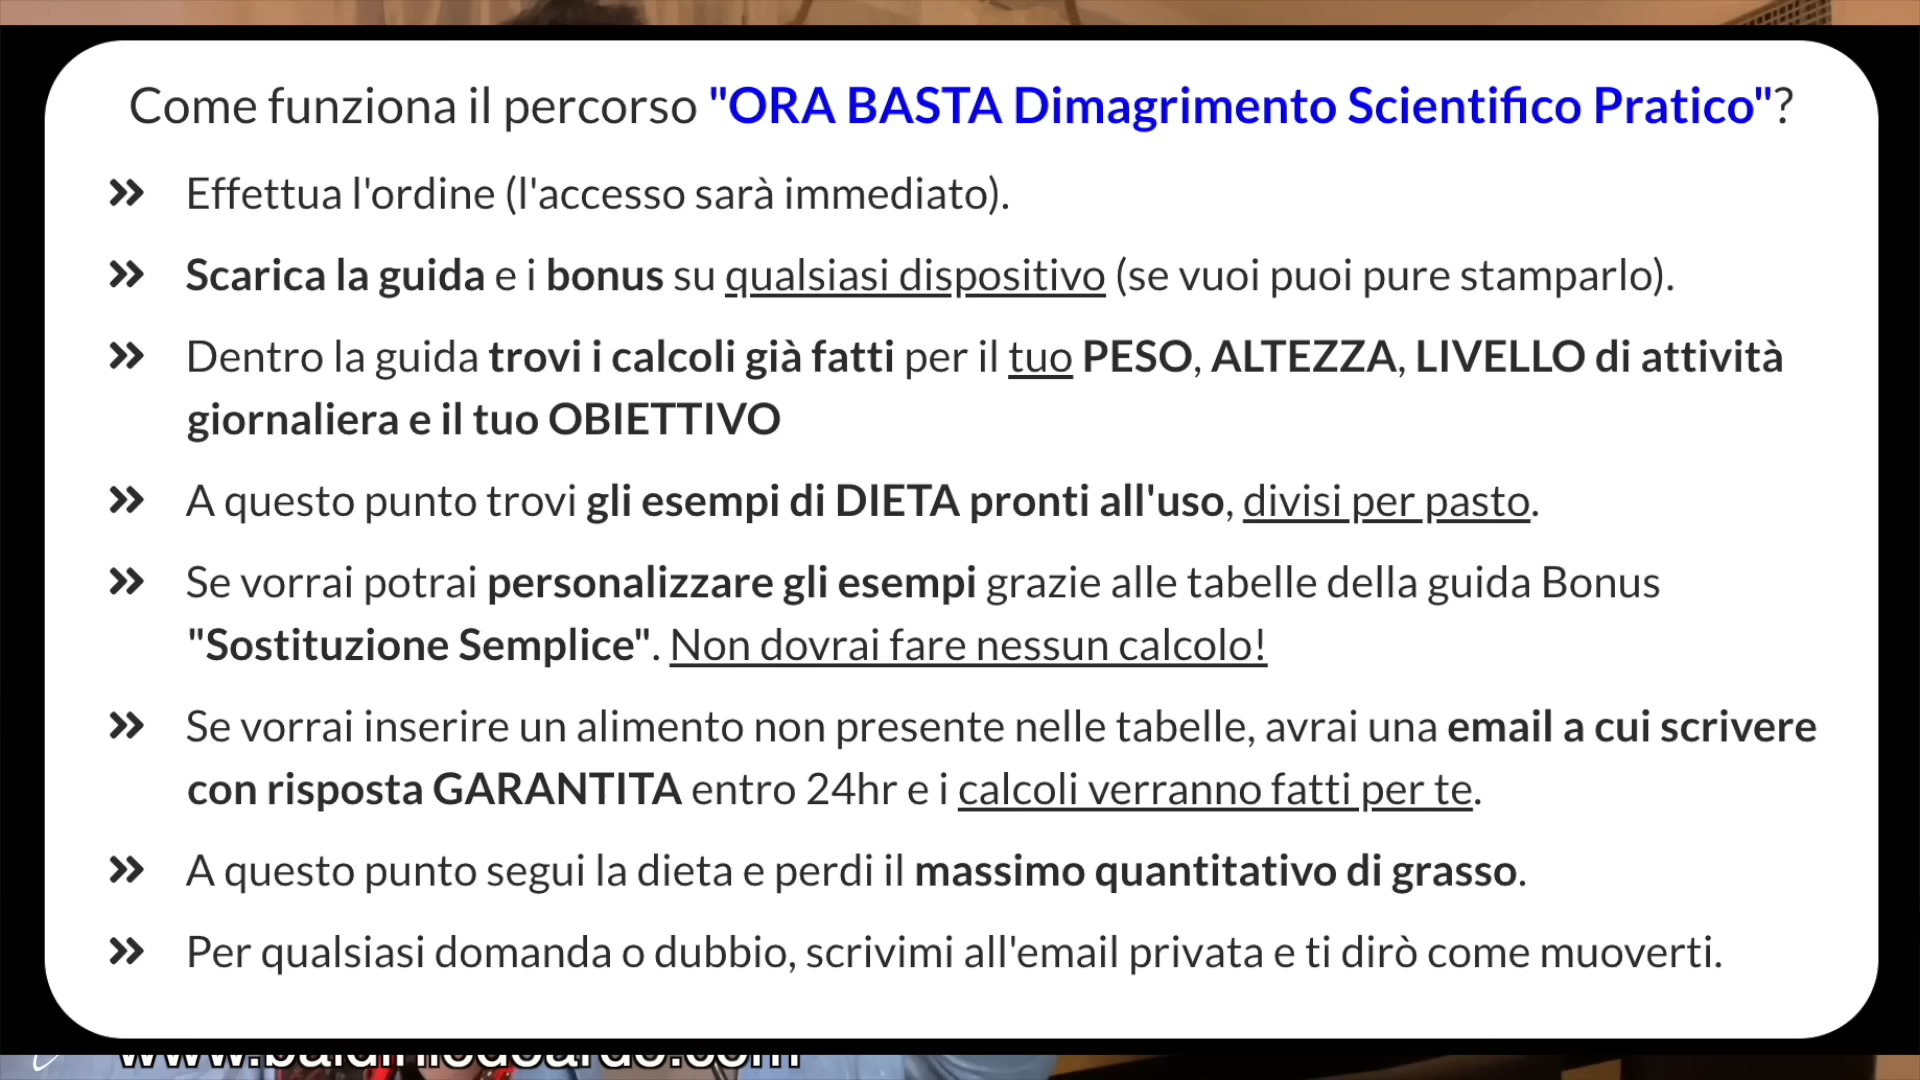 Come funziona il percorso "ORA BASTA Dimagrimento Scientifico Pratico"?
Effettua l'ordine (l'accesso sarà immediato).
Scarica la guida e i bonus su qualsiasi dispositivo (se vuoi puoi pure stamparlo).
Dentro la guida trovi i calcoli già fatti per il tuo PESO, ALTEZZA, LIVELLO di attività
giornaliera e il tuo OBIETTIVO
A questo punto trovi gli esempi di DIETA pronti all'uso, divisi per pasto.
Se vorrai potrai personalizzare gli esempi grazie alle tabelle della guida Bonus
"Sostituzione Semplice". Non dovrai fare nessun calcolo!
Se vorrai inserire un alimento non presente nelle tabelle, avrai una email a cui scrivere
con risposta GARANTITA entro 24hr e i calcoli verranno fatti per te.
A questo punto segui la dieta e perdi il massimo quantitativo di grasso.
Per qualsiasi domanda o dubbio, scrivimi all'email privata e ti dirò come muoverti.